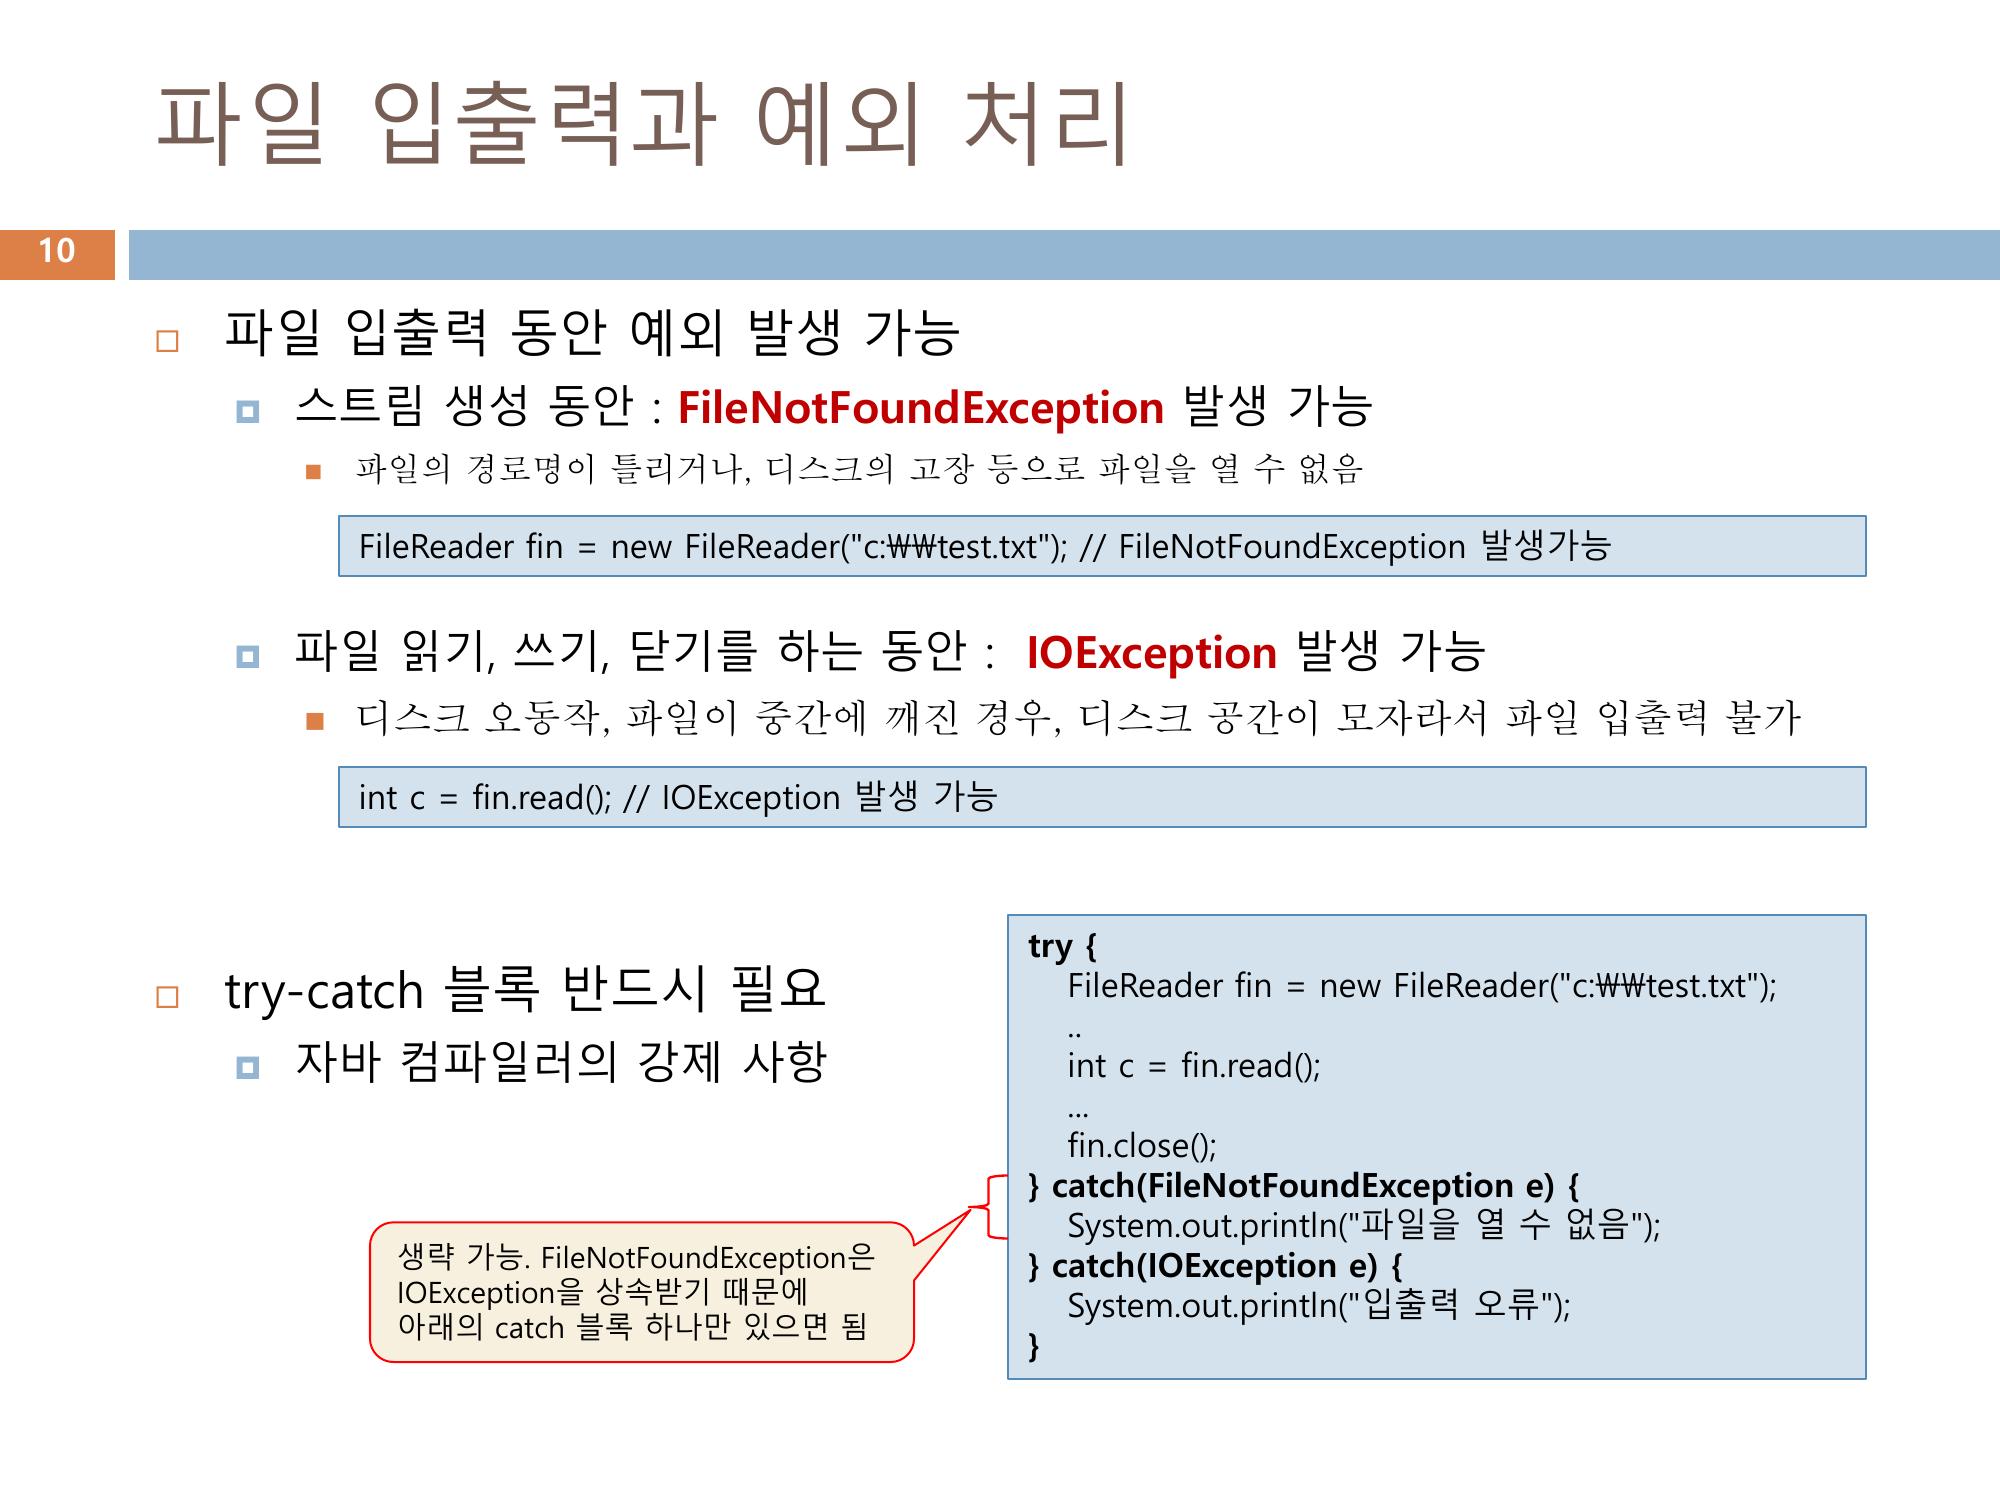 파일 입출력과 예외 처리
10
파일 입출력 동안 예외 발생 가능
스트림 생성 동안 : FileNotFoundException 발생 가능
파일의 경로명이 틀리거나, 디스크의 고장 등으로 파일을 열 수 없음
FileReader fin = new FileReader("c:₩₩test.txt"); // FileNotFoundException 발생가능
파일 읽기, 쓰기, 닫기를 하는 동안 : IOException 발생 가능
디스크 오동작, 파일이 중간에 깨진 경우, 디스크 공간이 모자라서 파일 입출력 불가
int c = fin.read(); // IOException 발생 가능
try-catch 블록 반드시 필요
자바 컴파일러의 강제 사항
생략 가능. FileNotFoundException은
IOException을 상속받기 때문에
아래의 catch 블록 하나만 있으면 됨
try {
FileReader fin = new FileReader("c:₩₩test.txt");
..
int c = fin.read();
...
fin.close();
} catch(FileNotFoundException e) {
System.out.println("파일을 열 수 없음");
} catch(IOException e) {
System.out.println("입출력 오류");
}